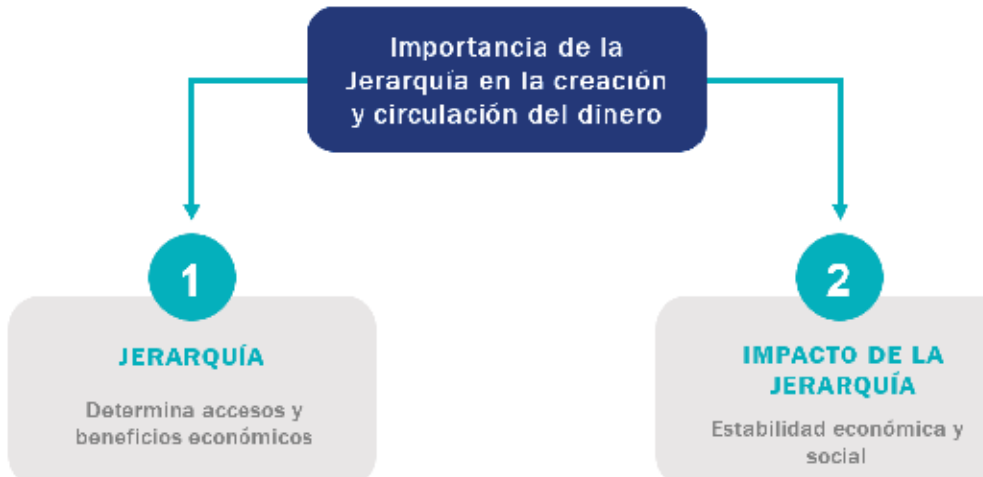 Importancia de la
Jerarquía en la creación
y circulación del dinero
1
JERARQUÍA
Determina accesos y
beneficios económicos
2
IMPACTO DE LA
JERARQUÍA
Estabilidad económica y
social